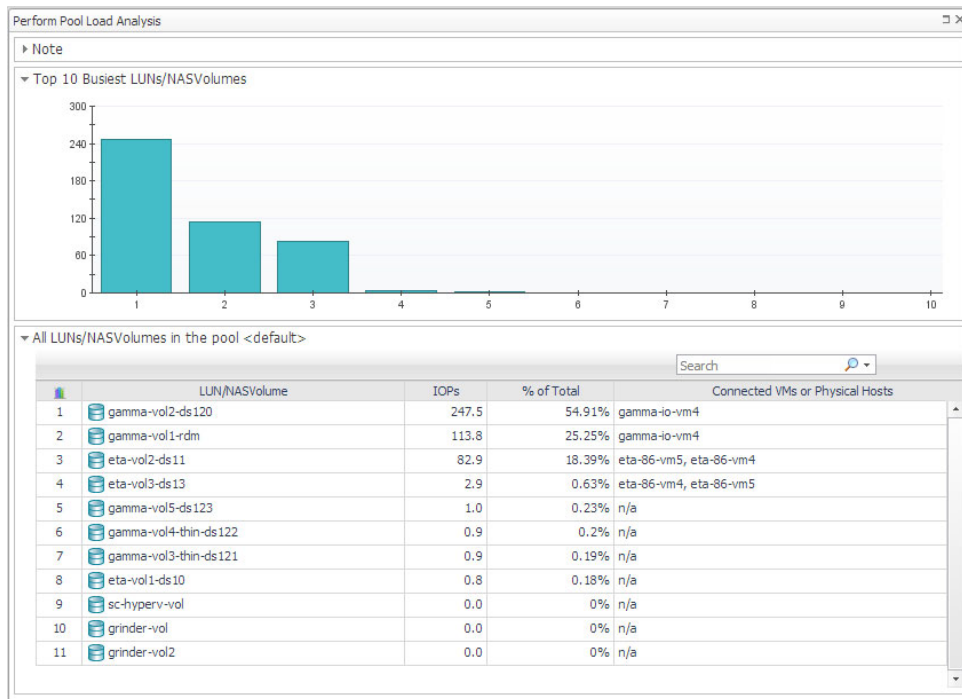 Perform Pool Load Analysis
Note
Top 10 Busiest LUNs/NASVolumes
300
240
180
120
60
0
1 2 3 4 5 6 7 8 9 10
All LUNs/NASVolumes in the pool <default>
Search
LUN/NASVolume IOPs % of Total Connected VMs or Physical Hosts
1 gamma-vol2-ds120 247.5 54.91% gamma-io-vm4
2 gamma-vol1-rdm 113.8 25.25% gamma-io-vm4
3 eta-vol2-ds11 82.9 18.39% eta-86-vm5, eta-86-vm4
4 eta-vol3-ds13 2.9 0.63% eta-86-vm4, eta-86-vm5
5 gamma-vol5-ds123 1.0 0.23% n/a
6 gamma-vol4-thin-ds122 0.9 0.2% n/a
7 gamma-vol3-thin-ds121 0.9 0.19% n/a
8 eta-vol1-ds10 0.8 0.18% n/a
9 sc-hyperv-vol 0.0 0% n/a
10 grinder-vol 0.0 0% n/a
11 grinder-vol2 0.0 0% n/a